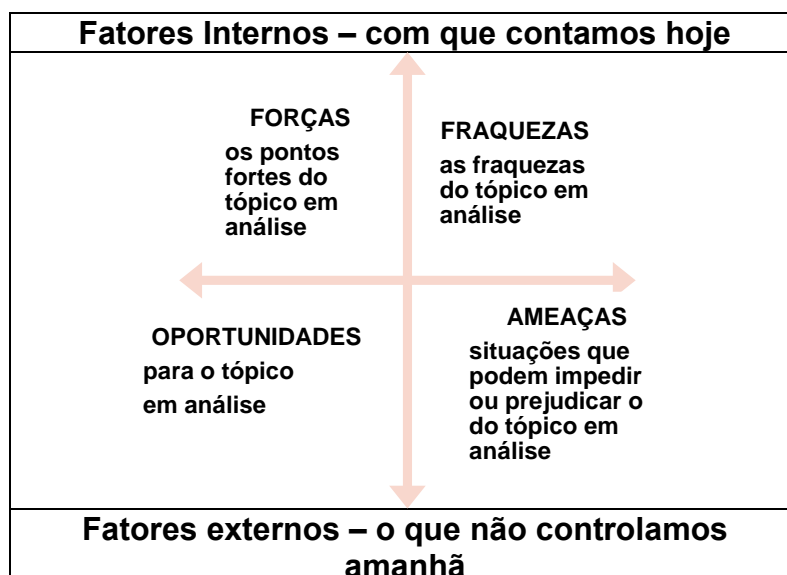 Fatores Internos – com que contamos hoje
FORÇAS
os pontos
fortes do
tópico em
análise
FRAQUEZAS
as fraquezas
do tópico em
análise
OPORTUNIDADES
para o tópico
em análise
AMEAÇAS
situações que
podem impedir
ou prejudicar o
do tópico em
análise
Fatores externos – o que não controlamos
amanhã